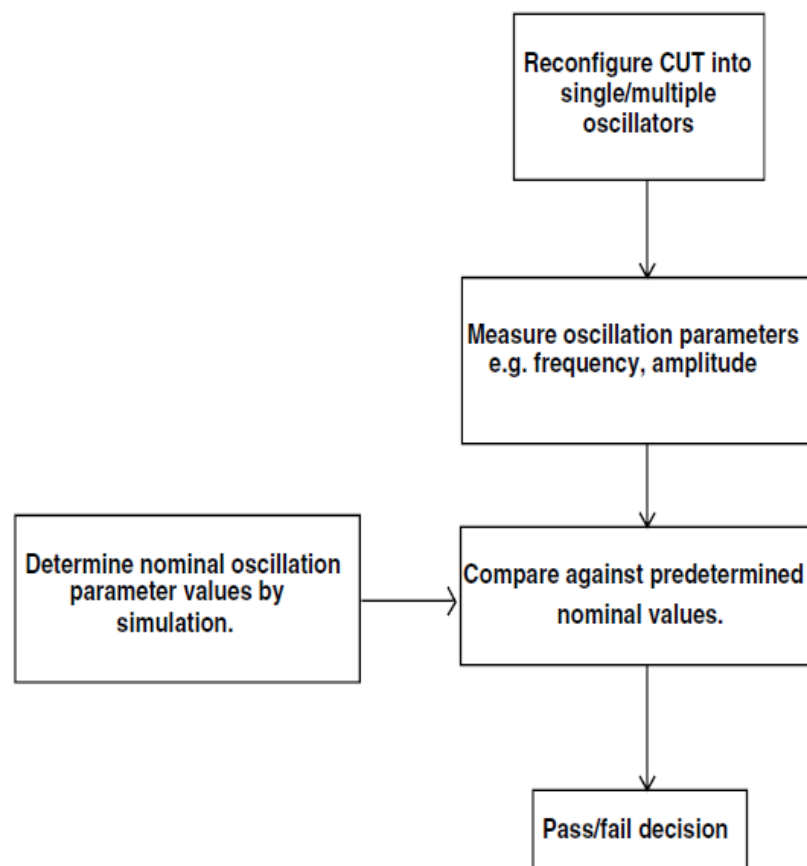 Reconfigure CUT into
single/multiple
oscillators
Measure oscillation parameters
e.g. frequency, amplitude
Determine nominal oscillation
parameter values by
simulation.
Compare against predetermined
nominal values.
Pass/fail decision